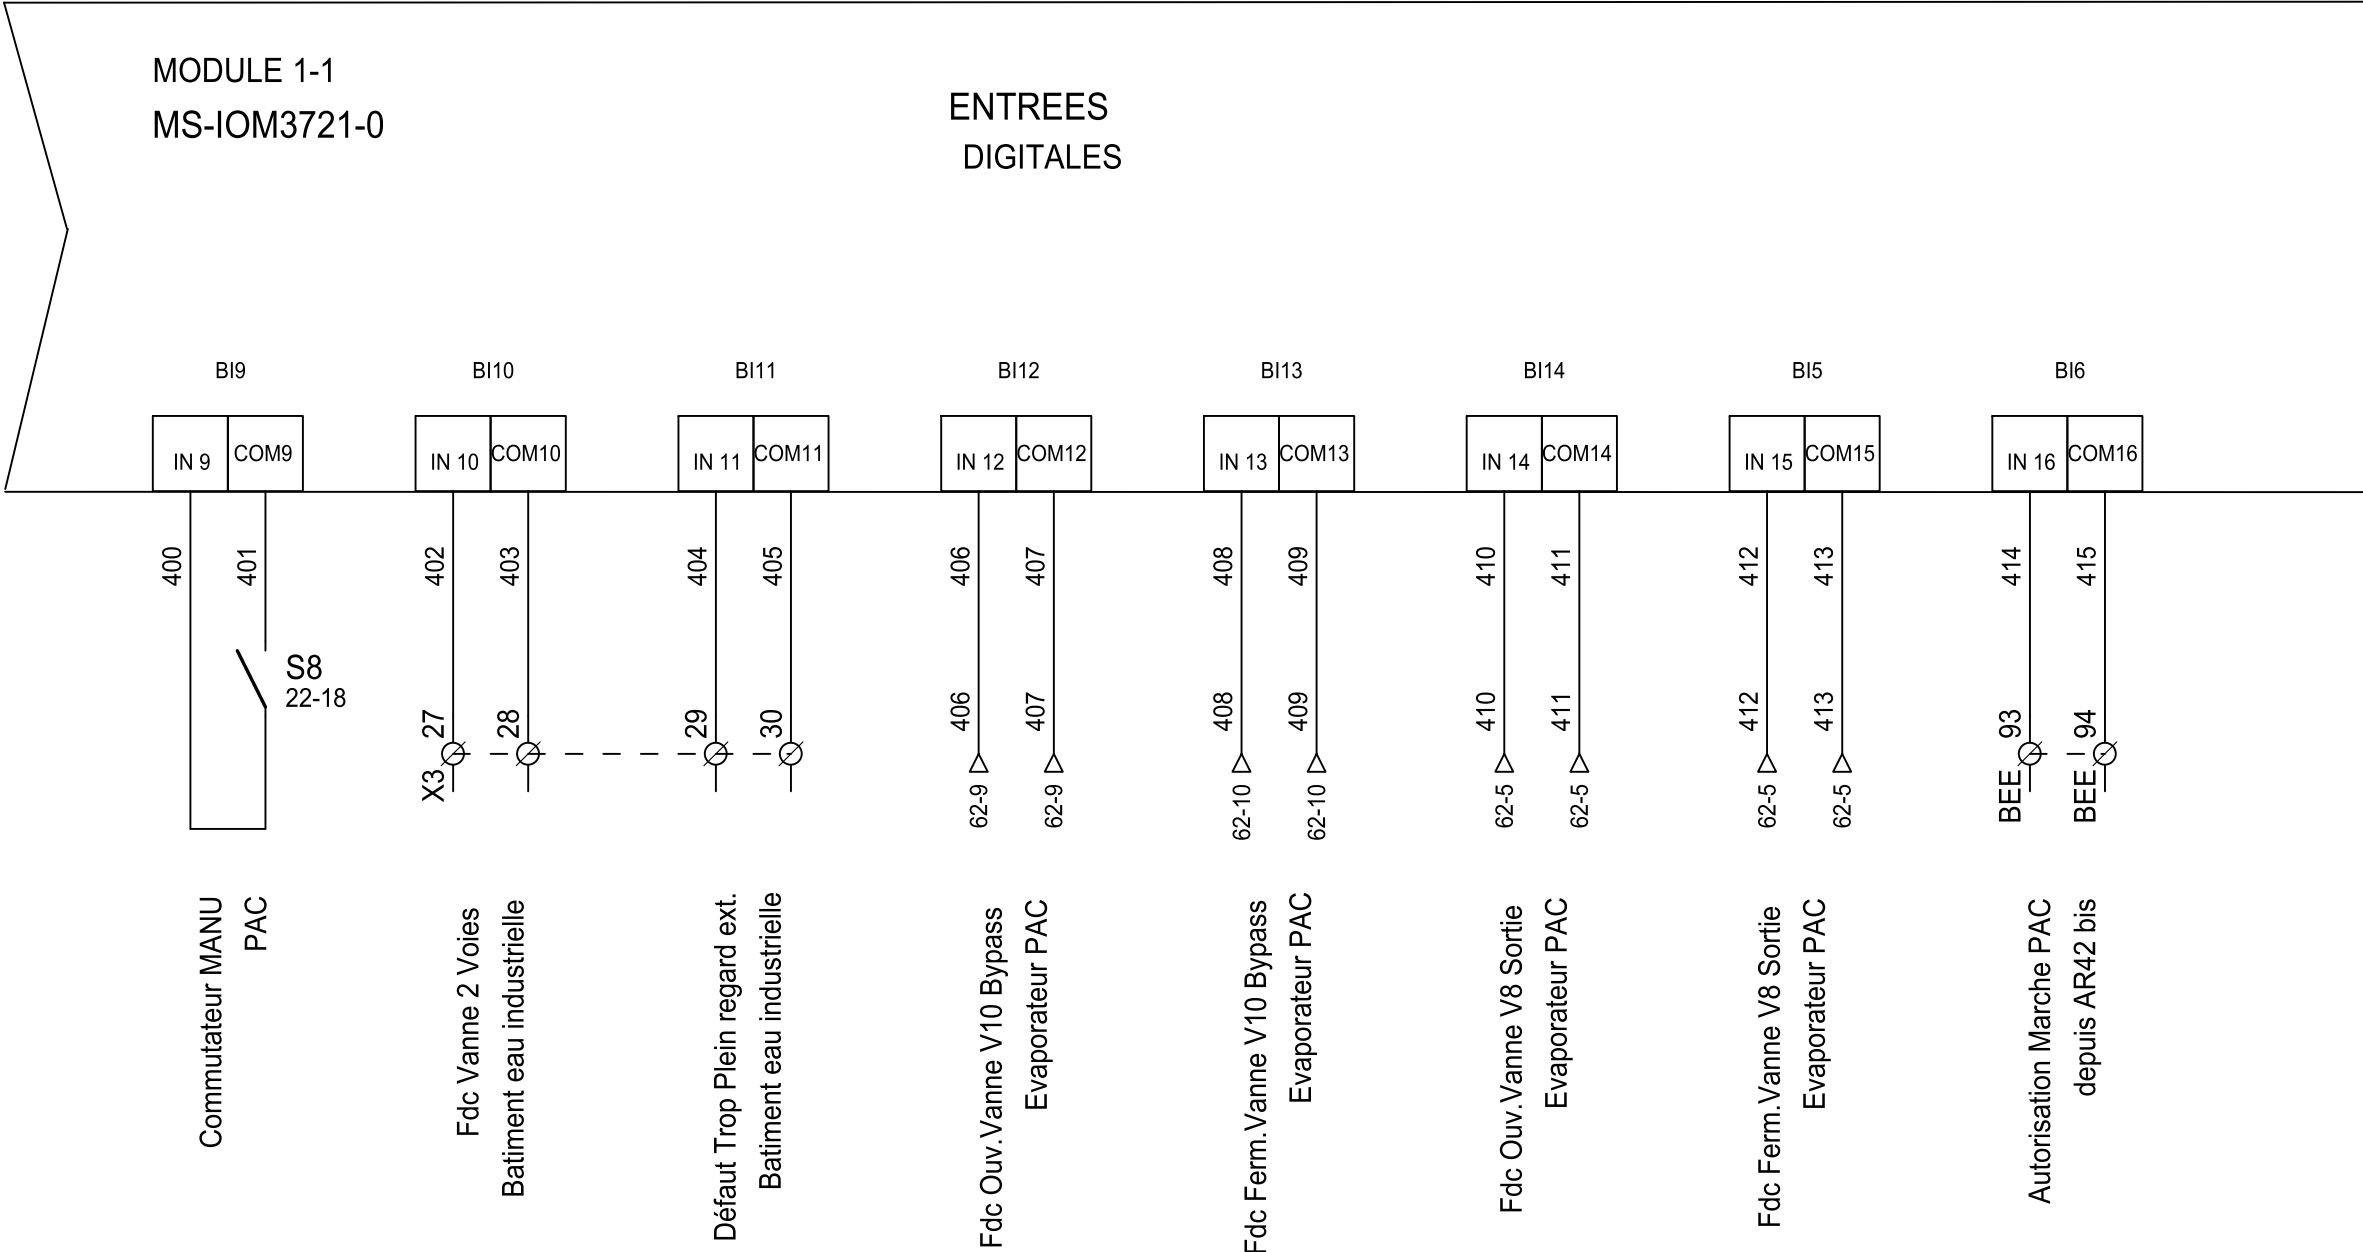 MODULE 1-1
MS-IOM3721-0
ENTREES
DIGITALES
BI9
BI10
BI11
BI12
BI13
BI14
BI5
BI6
IN 9
COM9
IN 10
COM10
IN 11
COM11
IN 12
COM12
IN 13
COM13
IN 14
COM14
IN 15
COM15
IN 16
COM16
400
401
402
403
404
405
406
407
408
409
410
411
412
413
414
415
S8
22-18
X3
27
28
29
30
406
407
408
409
410
411
412
413
BEE
93
BEE
94
62-9
62-9
62-10
62-10
62-5
62-5
62-5
62-5
Commutateur MANU
PAC
Fdc Vanne 2 Voies
Batiment eau industrielle
Défaut Trop Plein regard ext.
Batiment eau industrielle
Fdc Ouv.Vanne V10 Bypass
Evaporateur PAC
Fdc Ferm.Vanne V10 Bypass
Evaporateur PAC
Fdc Ouv.Vanne V8 Sortie
Evaporateur PAC
Fdc Ferm.Vanne V8 Sortie
Evaporateur PAC
Autorisation Marche PAC
depuis AR42 bis